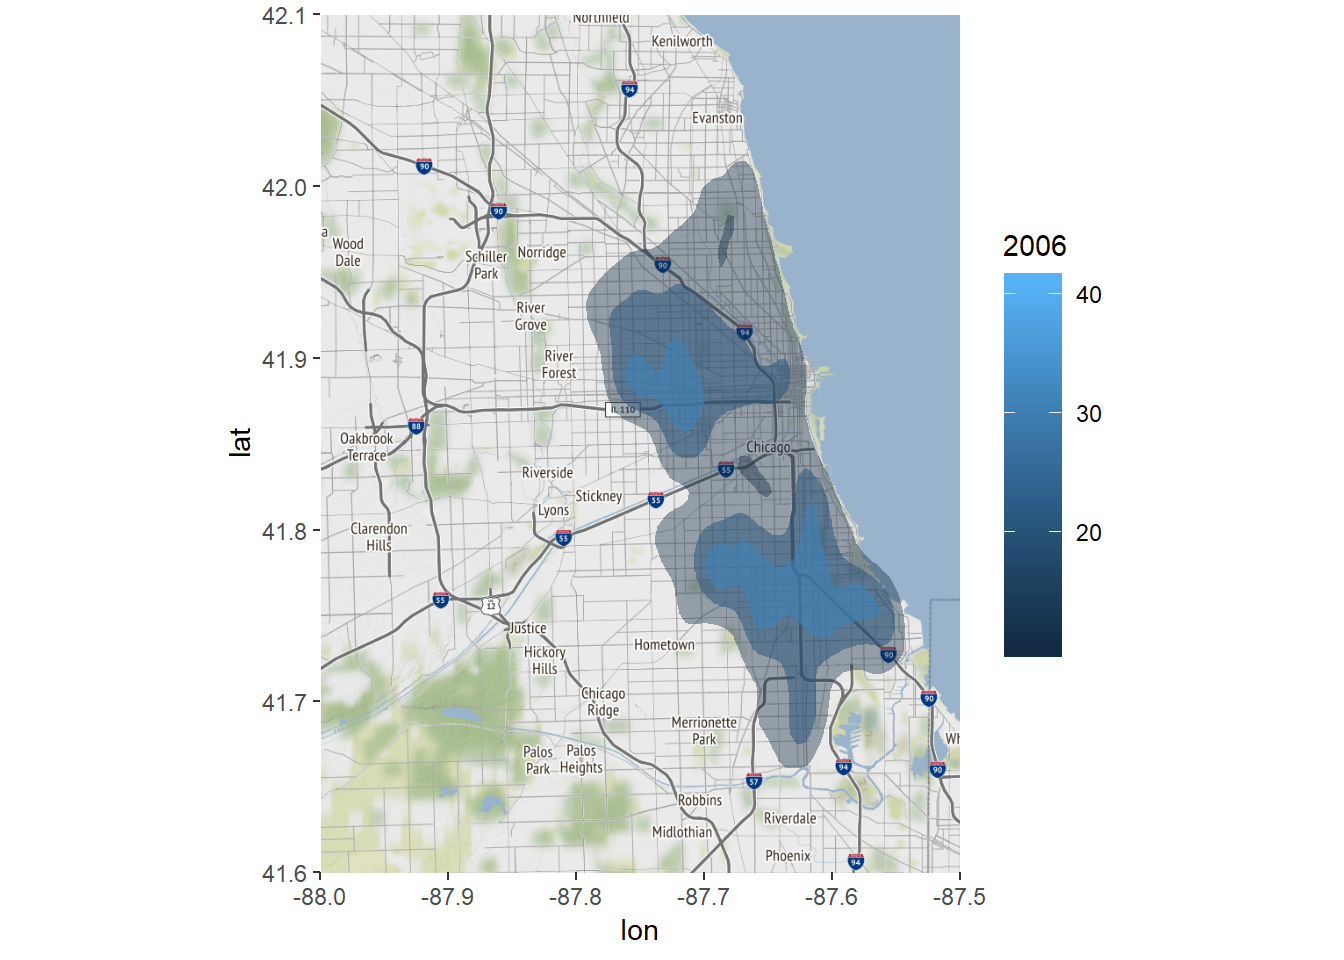 42.1
42.0
41.9
41.8
41.7
41.6
lat
-88.0
-87.9
-87.8
-87.7
-87.6
-87.5
lon
Northfield
Kenilworth
94
Evanston
90
90
a
Wood
Dale
Schiller
Park
Norridge
90
River
Grove
94
River
Forest
IL 110
88
Oakbrook
Terrace
Chicago
55
Riverside
Stickney
55
Lyons
Clarendon
Hills
55
55
12
Justice
Hometown
Hickory
Hills
90
Chicago
Ridge
90
Merrionette
Park
Wh
Palos
Park
Palos
Heights
94
90
57
Robbins
Riverdale
Midlothian
Phoenix
94
2006
40
30
20